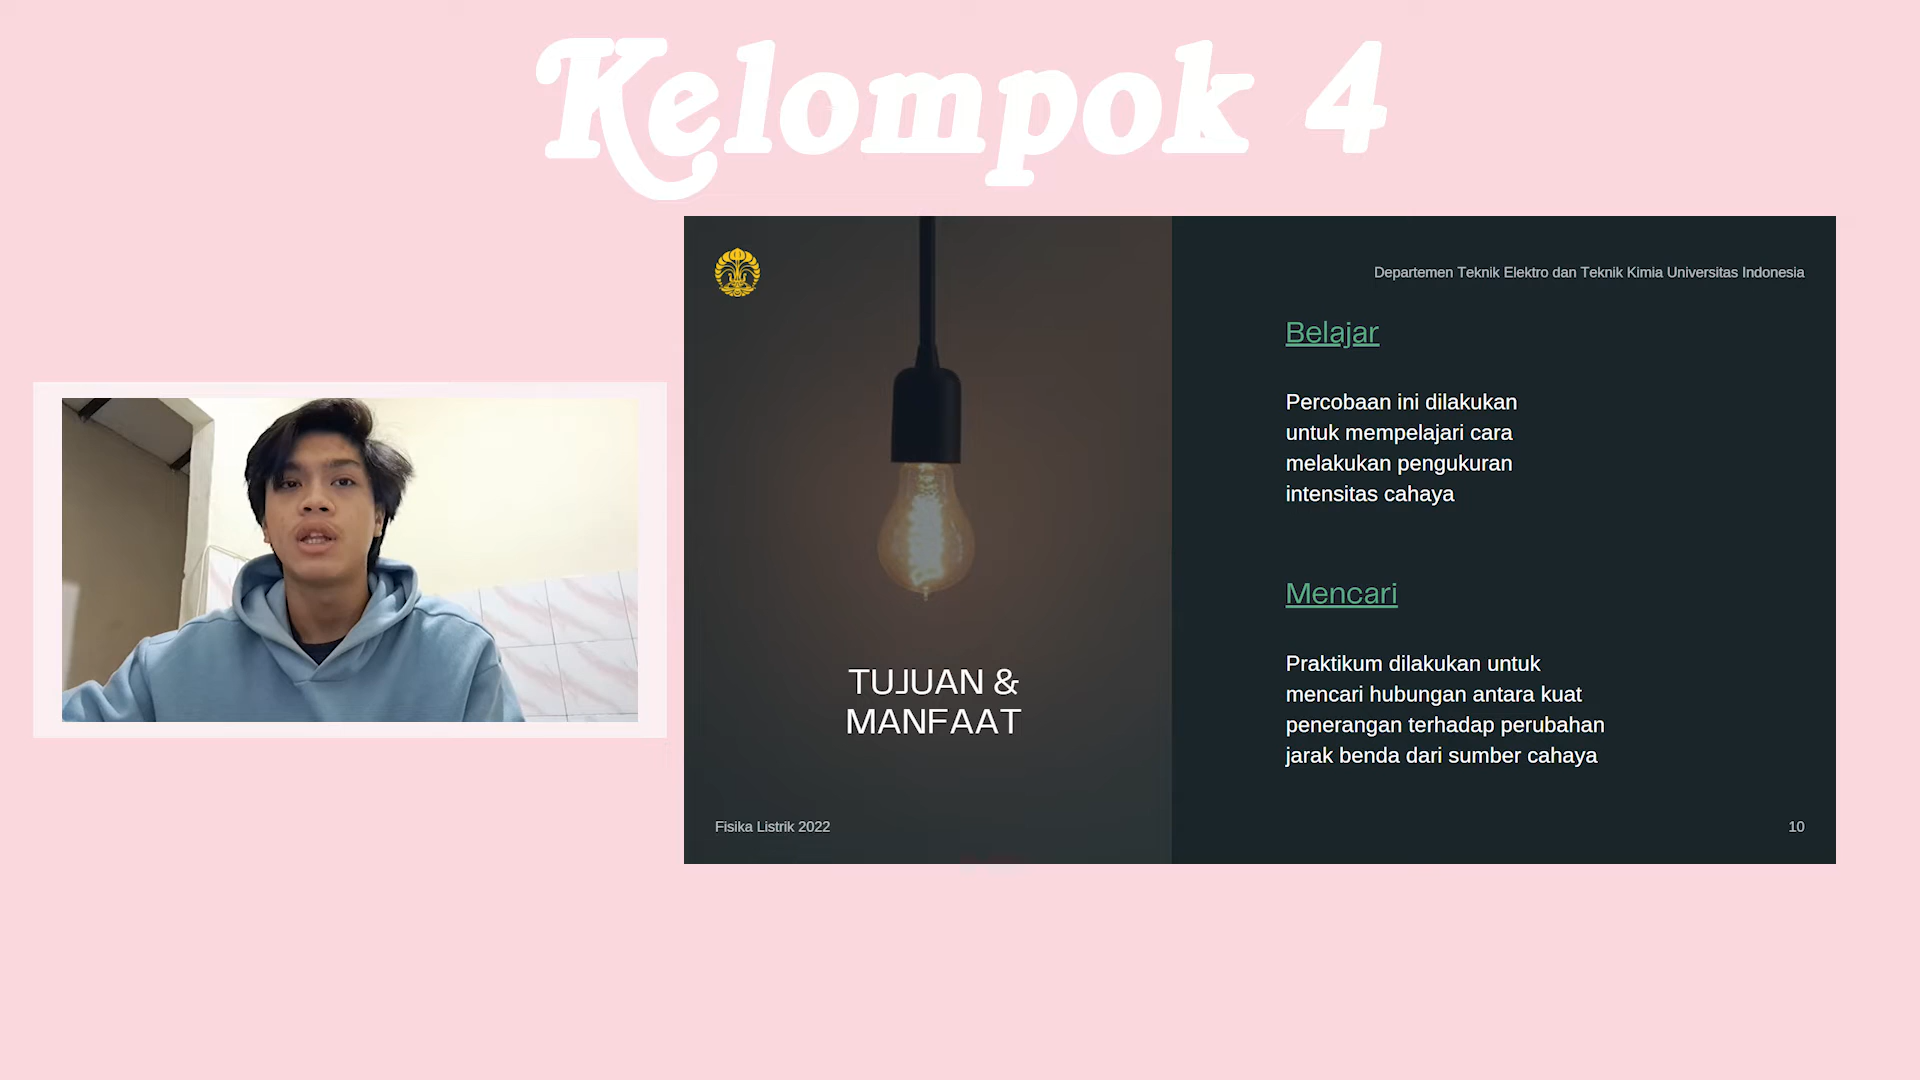 Kelompok 4
Departemen Teknik Elektro dan Teknik Kimia Universitas Indonesia
Belajar
Percobaan ini dilakukan
untuk mempelajari cara
melakukan pengukuran
intensitas cahaya
Mencari
Praktikum dilakukan untuk
mencari hubungan antara kuat
penerangan terhadap perubahan
jarak benda dari sumber cahaya
TUJUAN &
MANFAAT
Fisika Listrik 2022
10